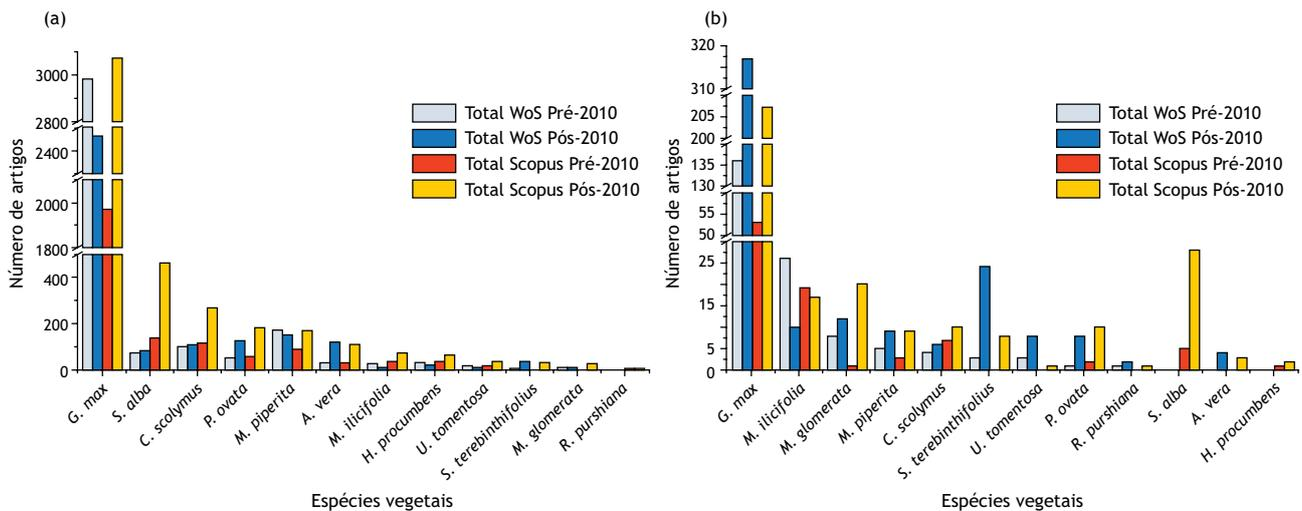 (a)
3000
2800
2400
2000
1800
400
200
0
Número de artigos
Total WoS Pré-2010
Total WoS Pós-2010
Total Scopus Pré-2010
Total Scopus Pós-2010
G. max
S. alba
C. scolymus
P. ovata
M. piperita
A. vera
M. ilicifolia
H. procumbens
U. tomentosa
S. terebinthifolius
M. glomerata
R. purshiana
Espécies vegetais
(b)
320
310
205
200
135
130
55
50
25
15
5
0
Número de artigos
Total WoS Pré-2010
Total WoS Pós-2010
Total Scopus Pré-2010
Total Scopus Pós-2010
G. max
M. ilicifolia
M. glomerata
M. piperita
C. scolymus
S. terebinthifolius
U. tomentosa
P. ovata
R. purshiana
S. alba
A. vera
H. procumbens
Espécies vegetais